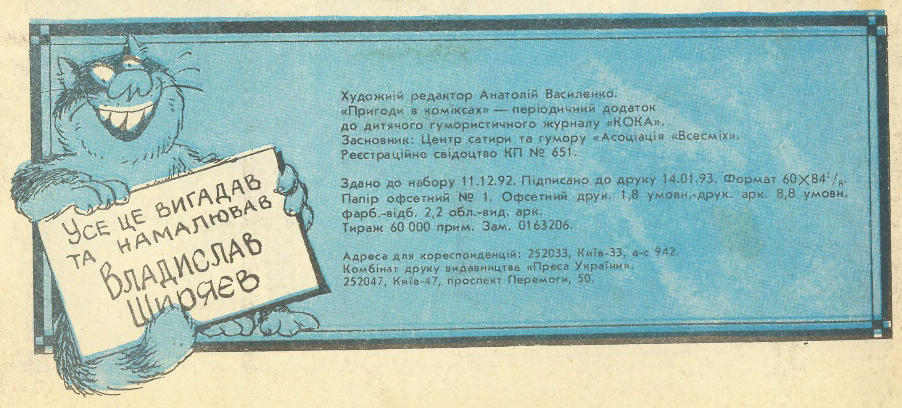 УСЕ ЦЕ ВИГАДАВ
ТА НАМАЛЮВАВ
ВЛАДИСЛАВ
ШИРЯЄВ
Художній редактор Анатолій Василенко.
«Пригоди в коміксах» — періодичний додаток
до дитячого гумористичного журналу «КОКА».
Засновник: Центр сатири та гумору «Асоціація «Всесміх».
Реєстраційне свідоцтво КП № 651.
Здано до набору 11.12.92. Підписано до друку 14.01.93. Формат 60×84¹/₈.
Папір офсетний № 1. Офсетний друк. 1,8 умовн.-друк. арк. 8,8 умовн.
фарб.-відб. 2,2 обл.-вид. арк.
Тираж 60 000 прим. Зам. 0163206.
Адреса для кореспонденцій: 252033, Київ-33, а-с 942.
Комбінат друку видавництва «Преса України».
252047, Київ-47, проспект Перемоги, 50.